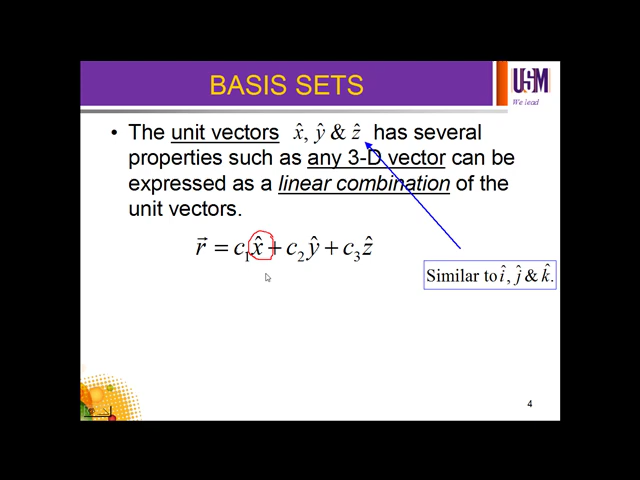 BASIS SETS
USM
We lead
• The unit vectors x̂, ŷ & ẑ has several
properties such as any 3-D vector can be
expressed as a linear combination of the
unit vectors.
r⃗ = c₁x̂ + c₂ŷ + c₃ẑ
Similar to î, ĵ & k̂.
4